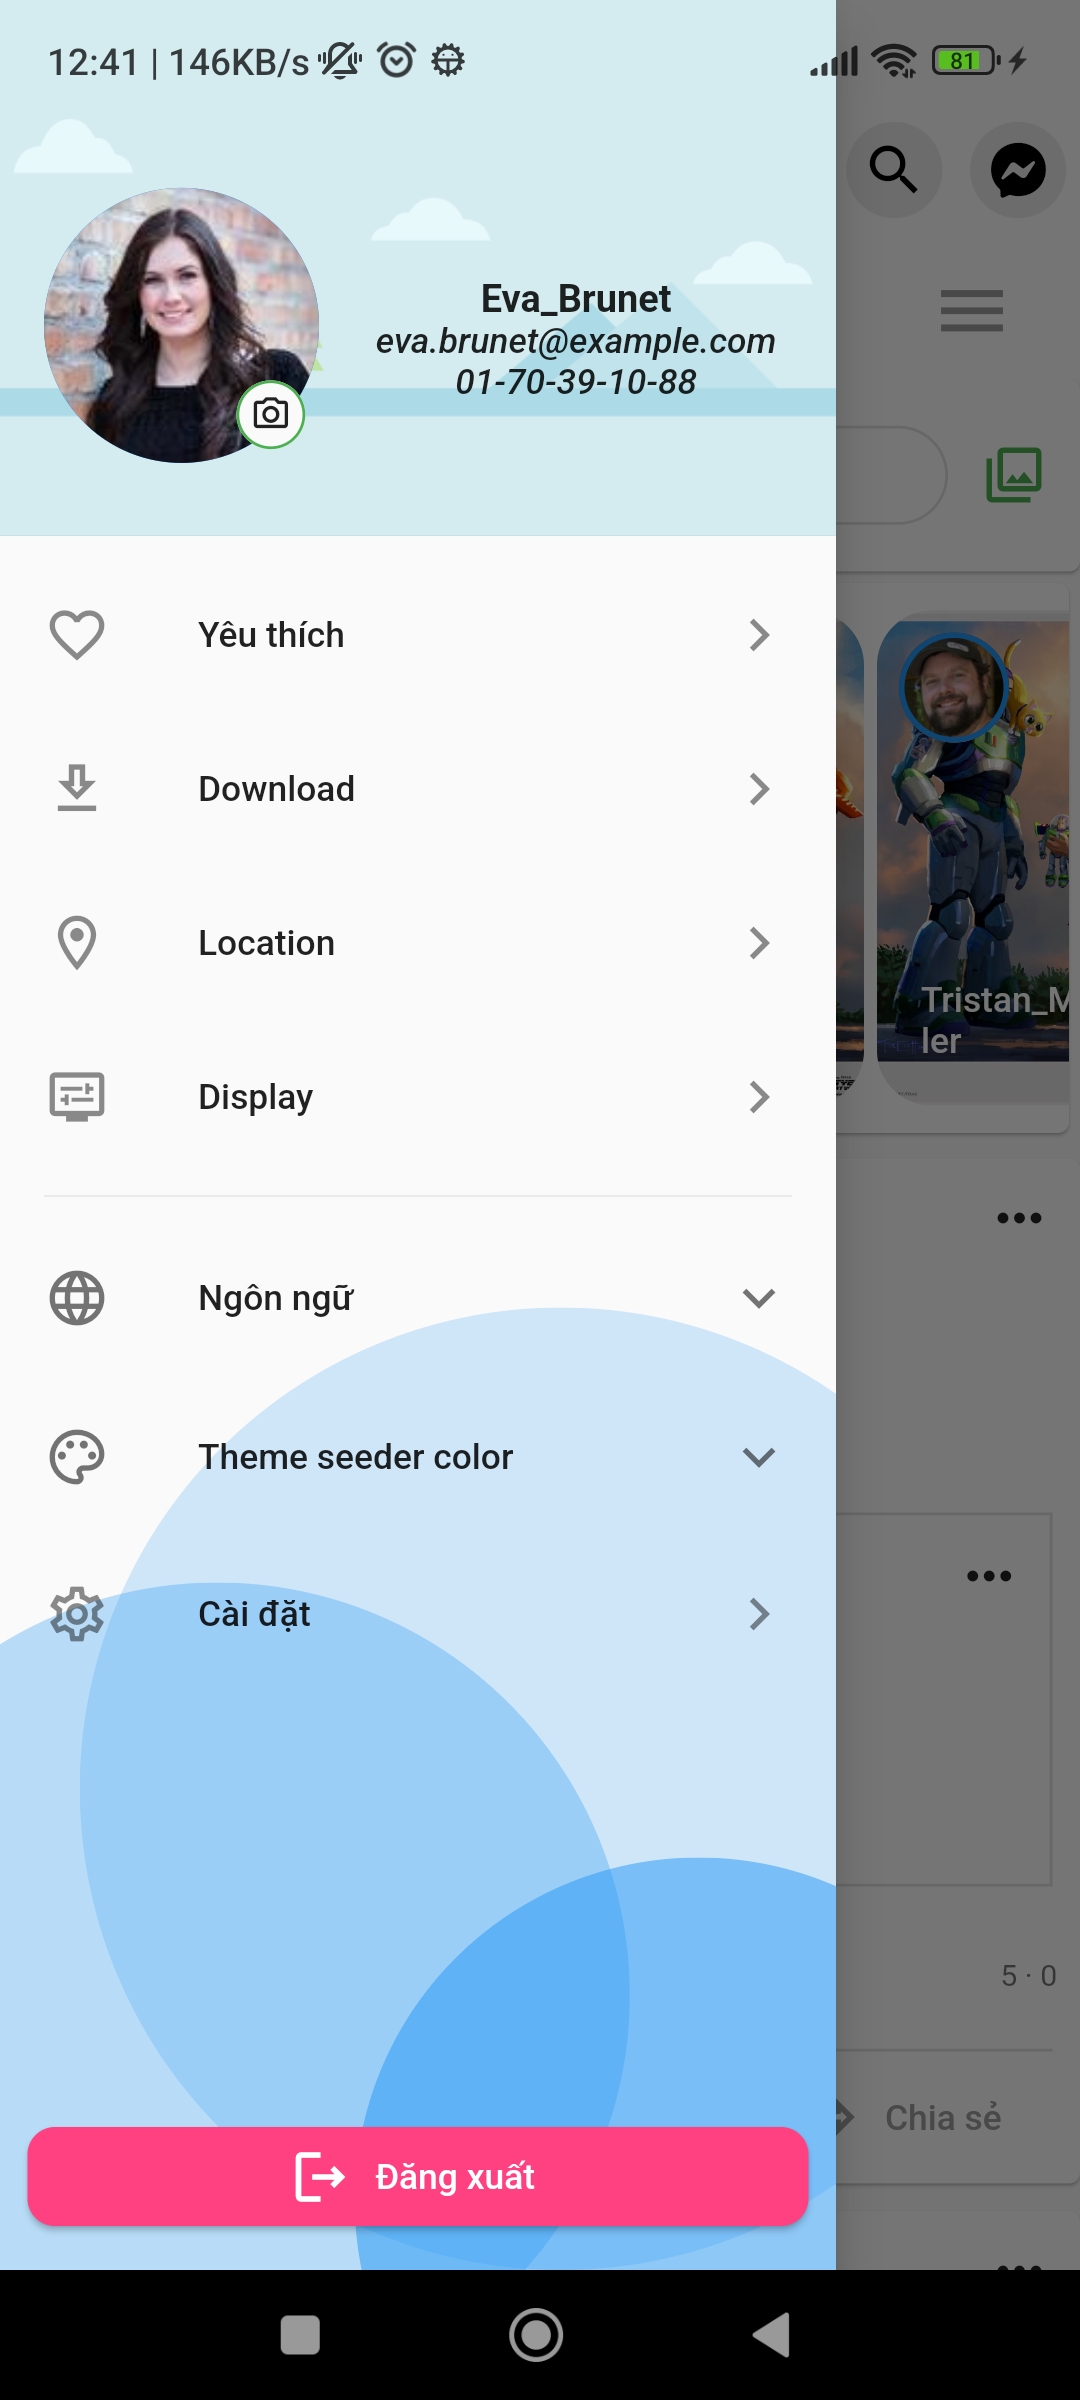 12:41 | 146KB/s
81
Eva_Brunet
eva.brunet@example.com
01-70-39-10-88
Yêu thích
Download
Location
Display
Tristan_M
ler
Ngôn ngữ
Theme seeder color
Cài đặt
5 · 0
Chia sẻ
Đăng xuất